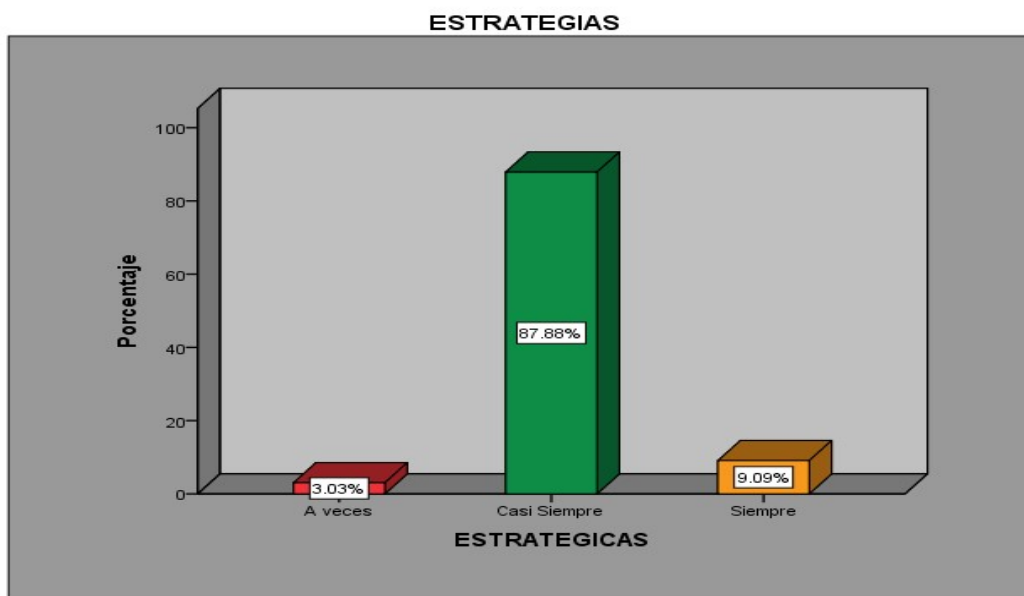 ESTRATEGIAS
100
80
60
40
20
0
Porcentaje
87.88%
3.03%
9.09%
A veces
Casi Siempre
Siempre
ESTRATEGICAS